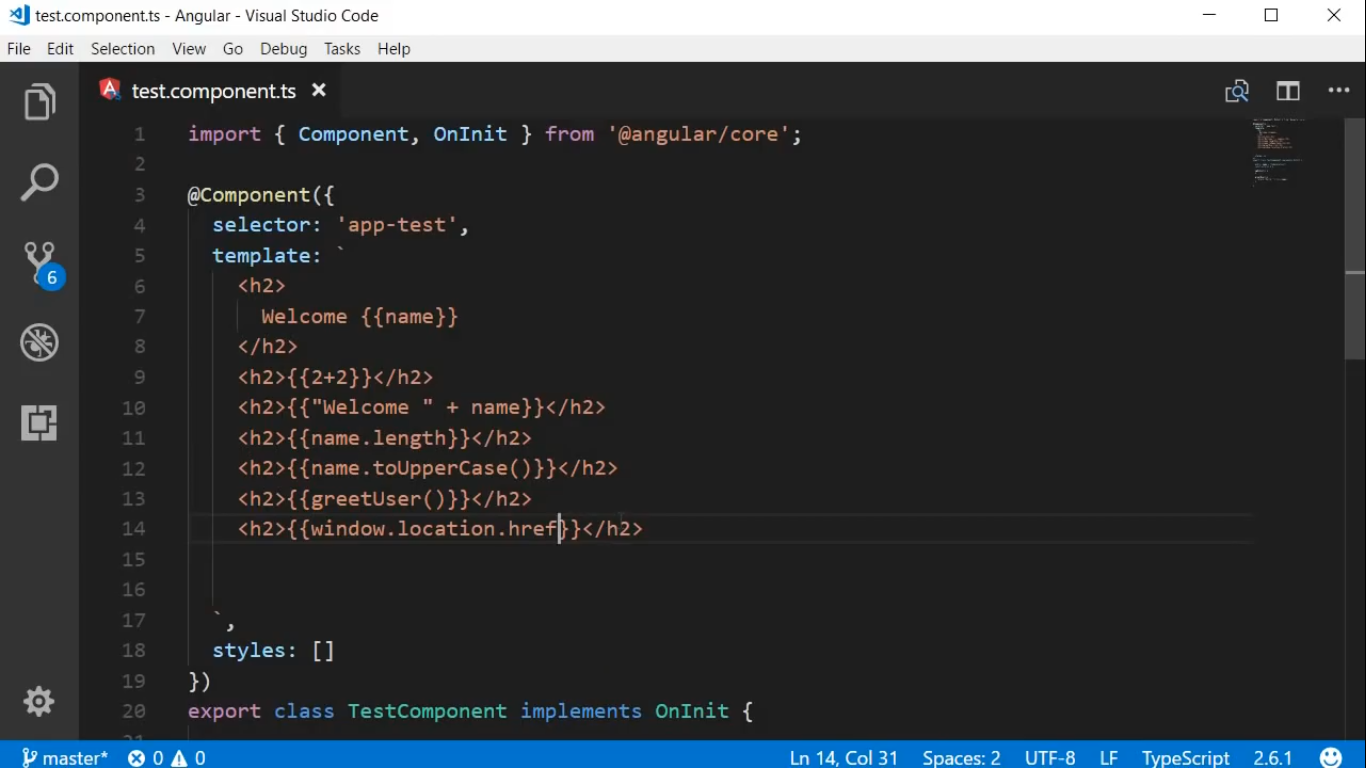 test.component.ts - Angular - Visual Studio Code
File Edit Selection View Go Debug Tasks Help
test.component.ts
1 import { Component, OnInit } from '@angular/core';
2
3 @Component({
4 selector: 'app-test',
5 template: `
6 <h2>
7 Welcome {{name}}
8 </h2>
9 <h2>{{2+2}}</h2>
10 <h2>{{"Welcome " + name}}</h2>
11 <h2>{{name.length}}</h2>
12 <h2>{{name.toUpperCase()}}</h2>
13 <h2>{{greetUser()}}</h2>
14 <h2>{{window.location.href}}</h2>
15
16
17 `,
18 styles: []
19 })
20 export class TestComponent implements OnInit {
6
master* 0 0 Ln 14, Col 31 Spaces: 2 UTF-8 LF TypeScript 2.6.1